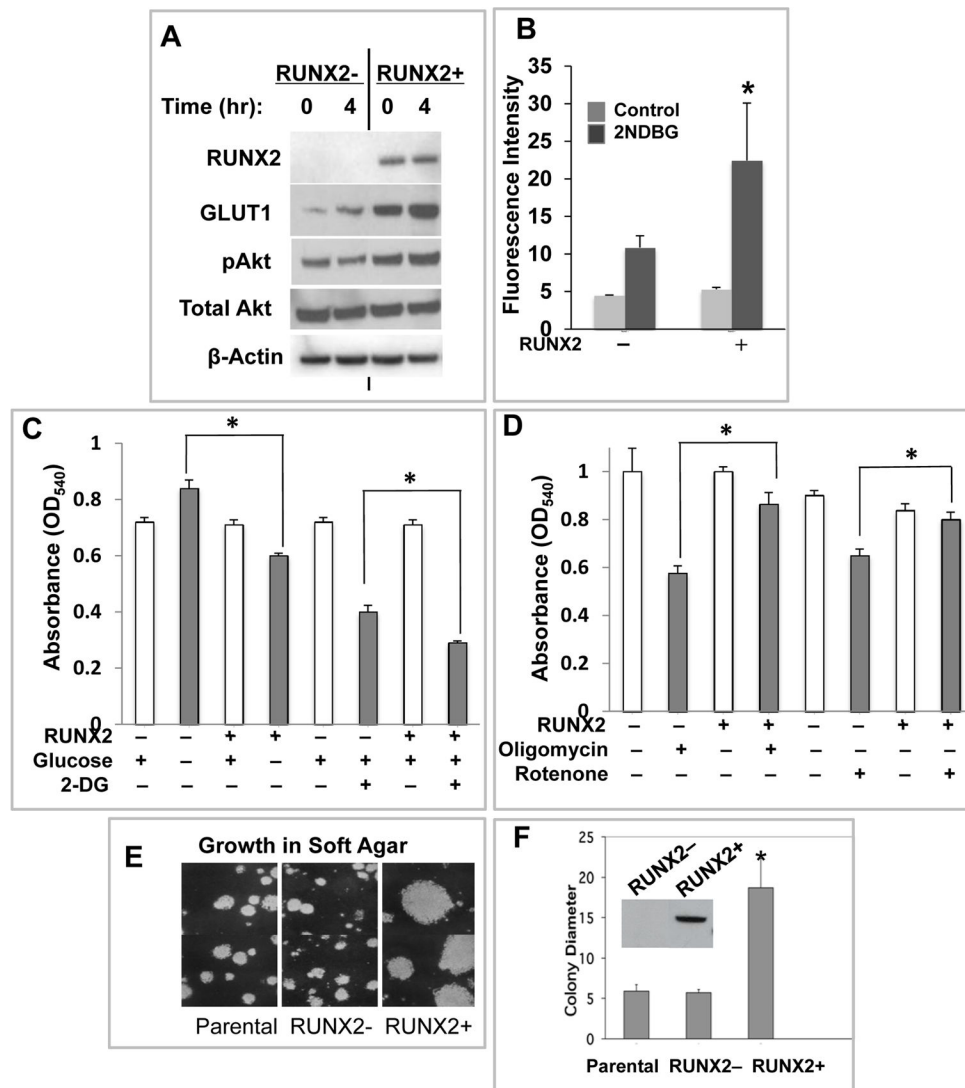 A
RUNX2- RUNX2+
Time (hr): 0 4 0 4
RUNX2
GLUT1
pAkt
Total Akt
β-Actin
B
35
30
25
20
15
10
5
0
Fluorescence Intensity
Control
2NDBG
*
RUNX2 – +
C
1
0.8
0.6
0.4
0.2
0
Absorbance (OD540)
*
*
RUNX2 – – + + – – + +
Glucose + – + – + + + +
2-DG – – – – – + – +
D
1
0.8
0.6
0.4
0.2
0
Absorbance (OD540)
*
*
RUNX2 – – + + – – + +
Oligomycin – + – + – – – –
Rotenone – – – – – + – +
E
Growth in Soft Agar
Parental RUNX2- RUNX2+
F
25
20
15
10
5
0
Colony Diameter
RUNX2–
RUNX2+
*
Parental RUNX2– RUNX2+